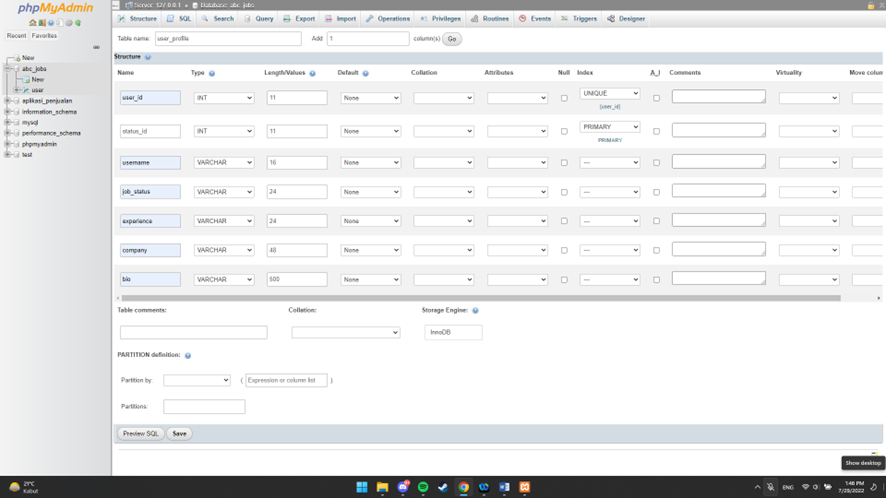 phpMyAdmin
Server: 127.0.0.1 » Database: abc_jobs
Structure SQL Search Query Export Import Operations Privileges Routines Events Triggers Designer
Recent Favorites
New
abc_jobs
New
user
aplikasi_penjualan
information_schema
mysql
performance_schema
phpmyadmin
test
Table name: user_profile Add 1 column(s) Go
Structure
Name Type Length/Values Default Collation Attributes Null Index A_I Comments Virtuality Move column
user_id INT 11 None UNIQUE
(user_id)
status_id INT 11 None PRIMARY
PRIMARY
username VARCHAR 16 None ---
job_status VARCHAR 24 None ---
experience VARCHAR 24 None ---
company VARCHAR 48 None ---
bio VARCHAR 500 None ---
Table comments: Collation: Storage Engine:
InnoDB
PARTITION definition:
Partition by: ( Expression or column list )
Partitions:
Preview SQL Save
Show desktop
21°C
Kabut
ENG
1:48 PM
7/29/2022